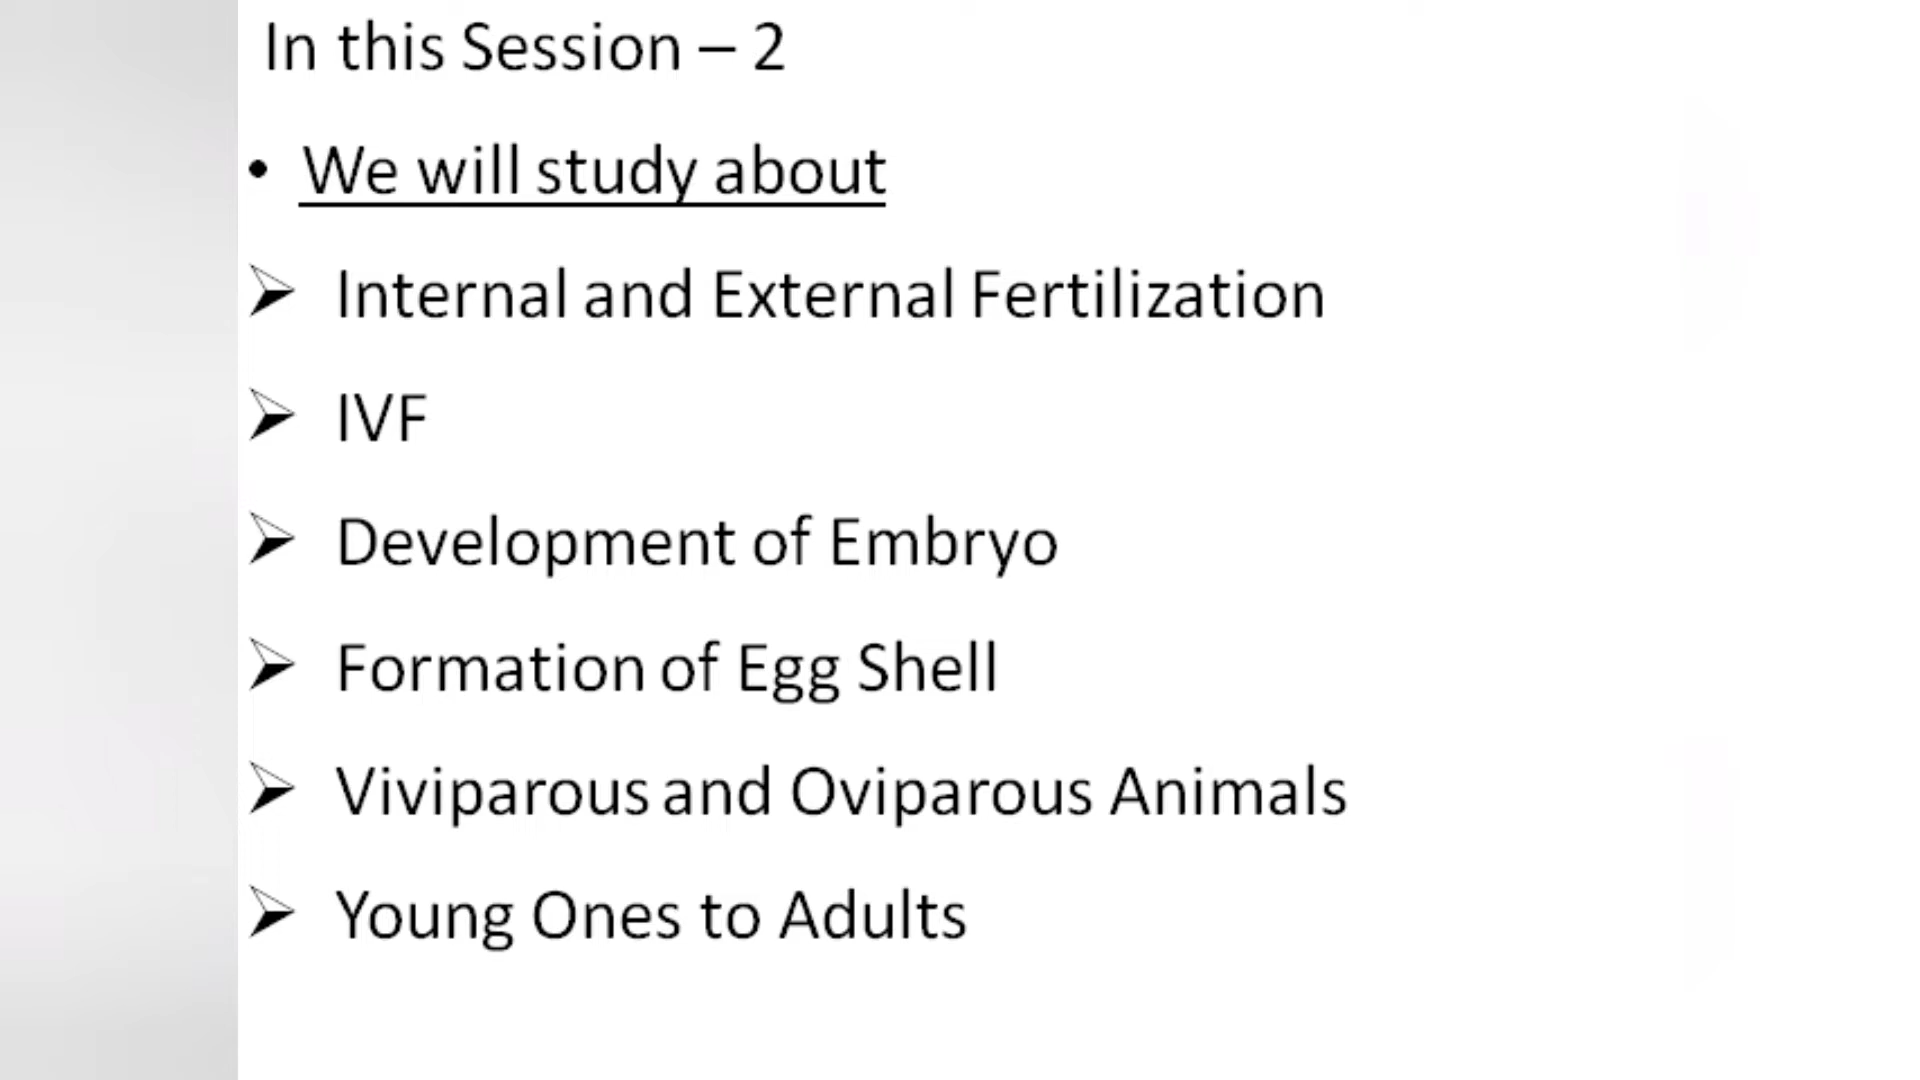 In this Session – 2
• We will study about
➢ Internal and External Fertilization
➢ IVF
➢ Development of Embryo
➢ Formation of Egg Shell
➢ Viviparous and Oviparous Animals
➢ Young Ones to Adults